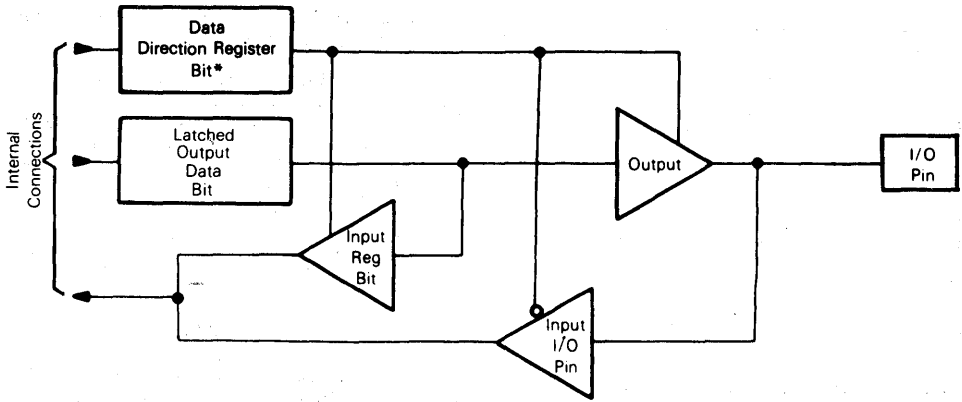 Data
Direction Register
Bit*
Latched
Output
Data
Bit
Internal
Connections
Output
I/O
Pin
Input
Reg
Bit
Input
I/O
Pin